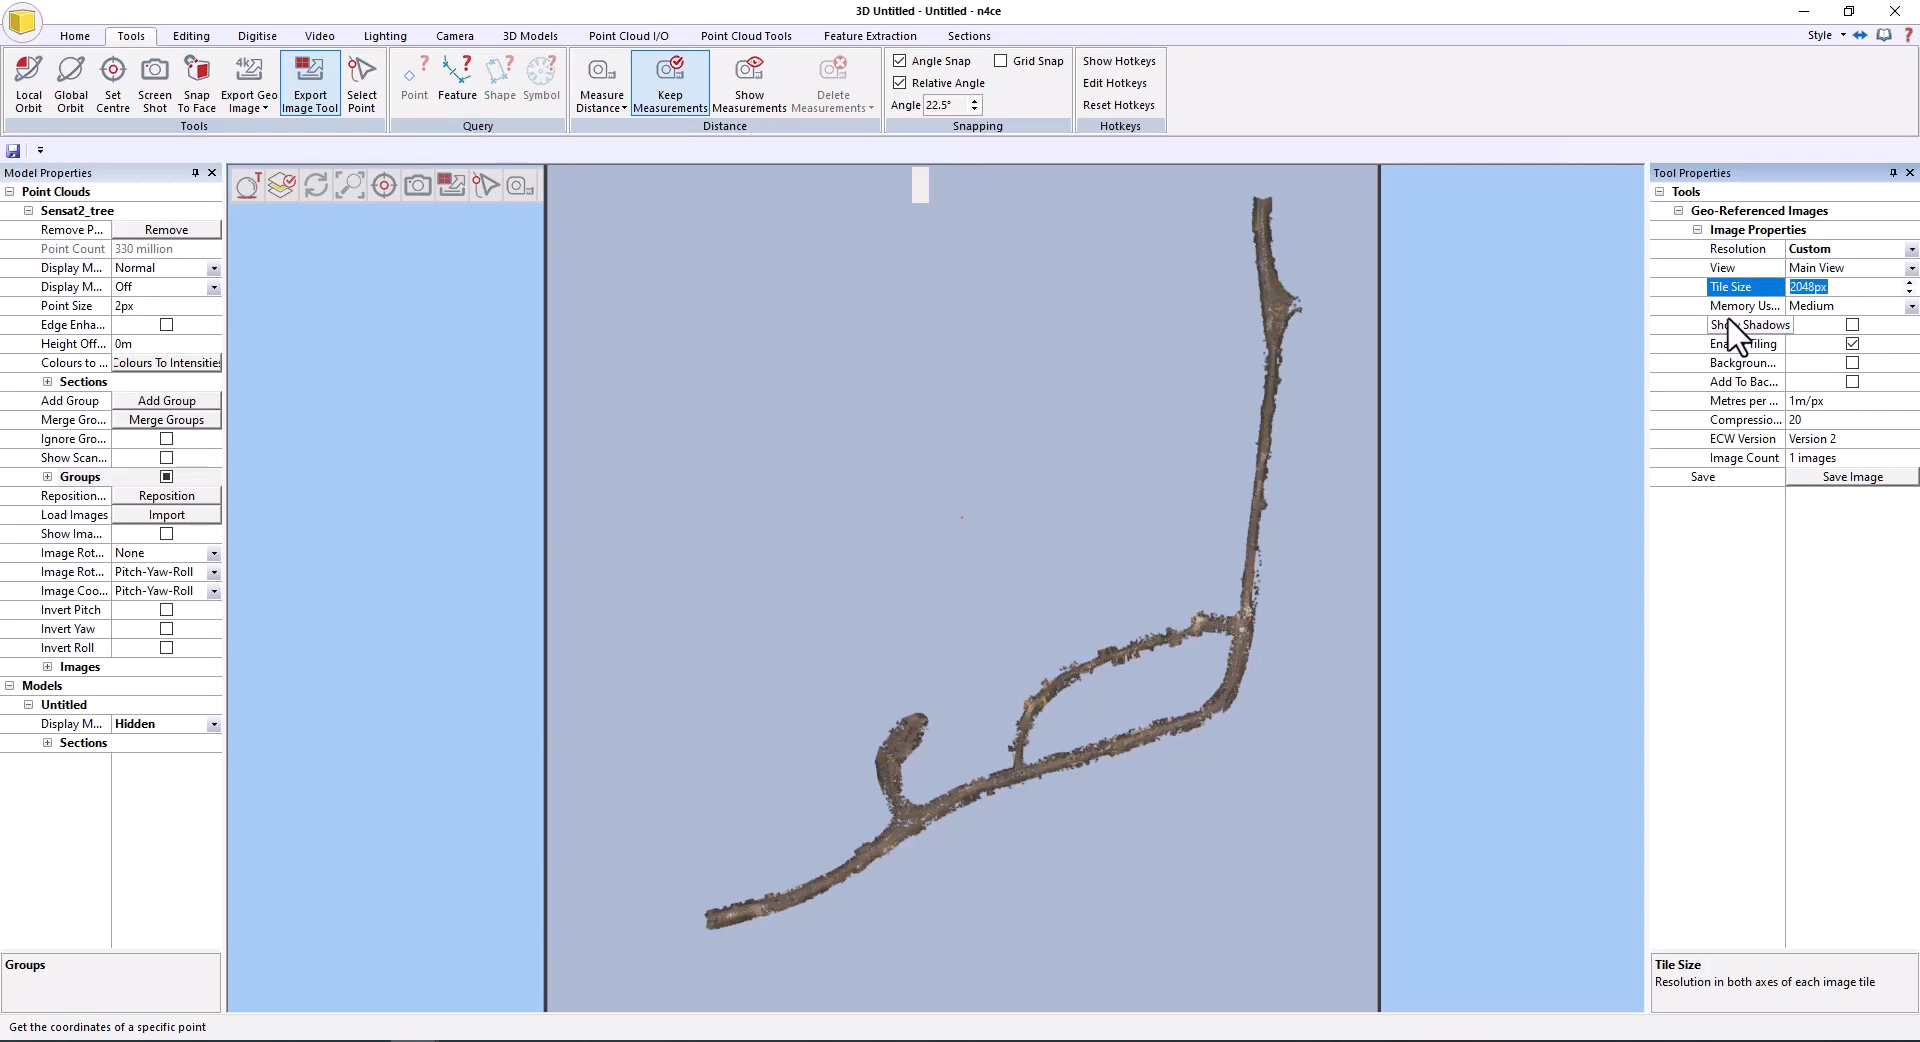 3D Untitled - Untitled - n4ce
Home Tools Editing Digitise Video Lighting Camera 3D Models Point Cloud I/O Point Cloud Tools Feature Extraction Sections Style
Local Orbit
Global Orbit
Set Centre
Screen Shot
Snap To Face
4k
Export Geo Image
Export Image Tool
Select Point
Tools
Point
Feature
Shape
Symbol
Query
Measure Distance
Keep Measurements
Show Measurements
Delete Measurements
Distance
Angle Snap Grid Snap
Relative Angle
Angle 22.5°
Snapping
Show Hotkeys
Edit Hotkeys
Reset Hotkeys
Hotkeys
Model Properties
Point Clouds
Sensat2_tree
Remove P... Remove
Point Count 330 million
Display M... Normal
Display M... Off
Point Size 2px
Edge Enha...
Height Off... 0m
Colours to ... Colours To Intensities
Sections
Add Group Add Group
Merge Gro... Merge Groups
Ignore Gro...
Show Scan...
Groups
Reposition... Reposition
Load Images Import
Show Ima...
Image Rot... None
Image Rot... Pitch-Yaw-Roll
Image Coo... Pitch-Yaw-Roll
Invert Pitch
Invert Yaw
Invert Roll
Images
Models
Untitled
Display M... Hidden
Sections
Groups
Get the coordinates of a specific point
Tool Properties
Tools
Geo-Referenced Images
Image Properties
Resolution Custom
View Main View
Tile Size 2048px
Memory Us... Medium
Show Shadows
Enable Tiling
Backgroun...
Add To Bac...
Metres per ... 1m/px
Compressio... 20
ECW Version Version 2
Image Count 1 images
Save Save Image
Tile Size
Resolution in both axes of each image tile